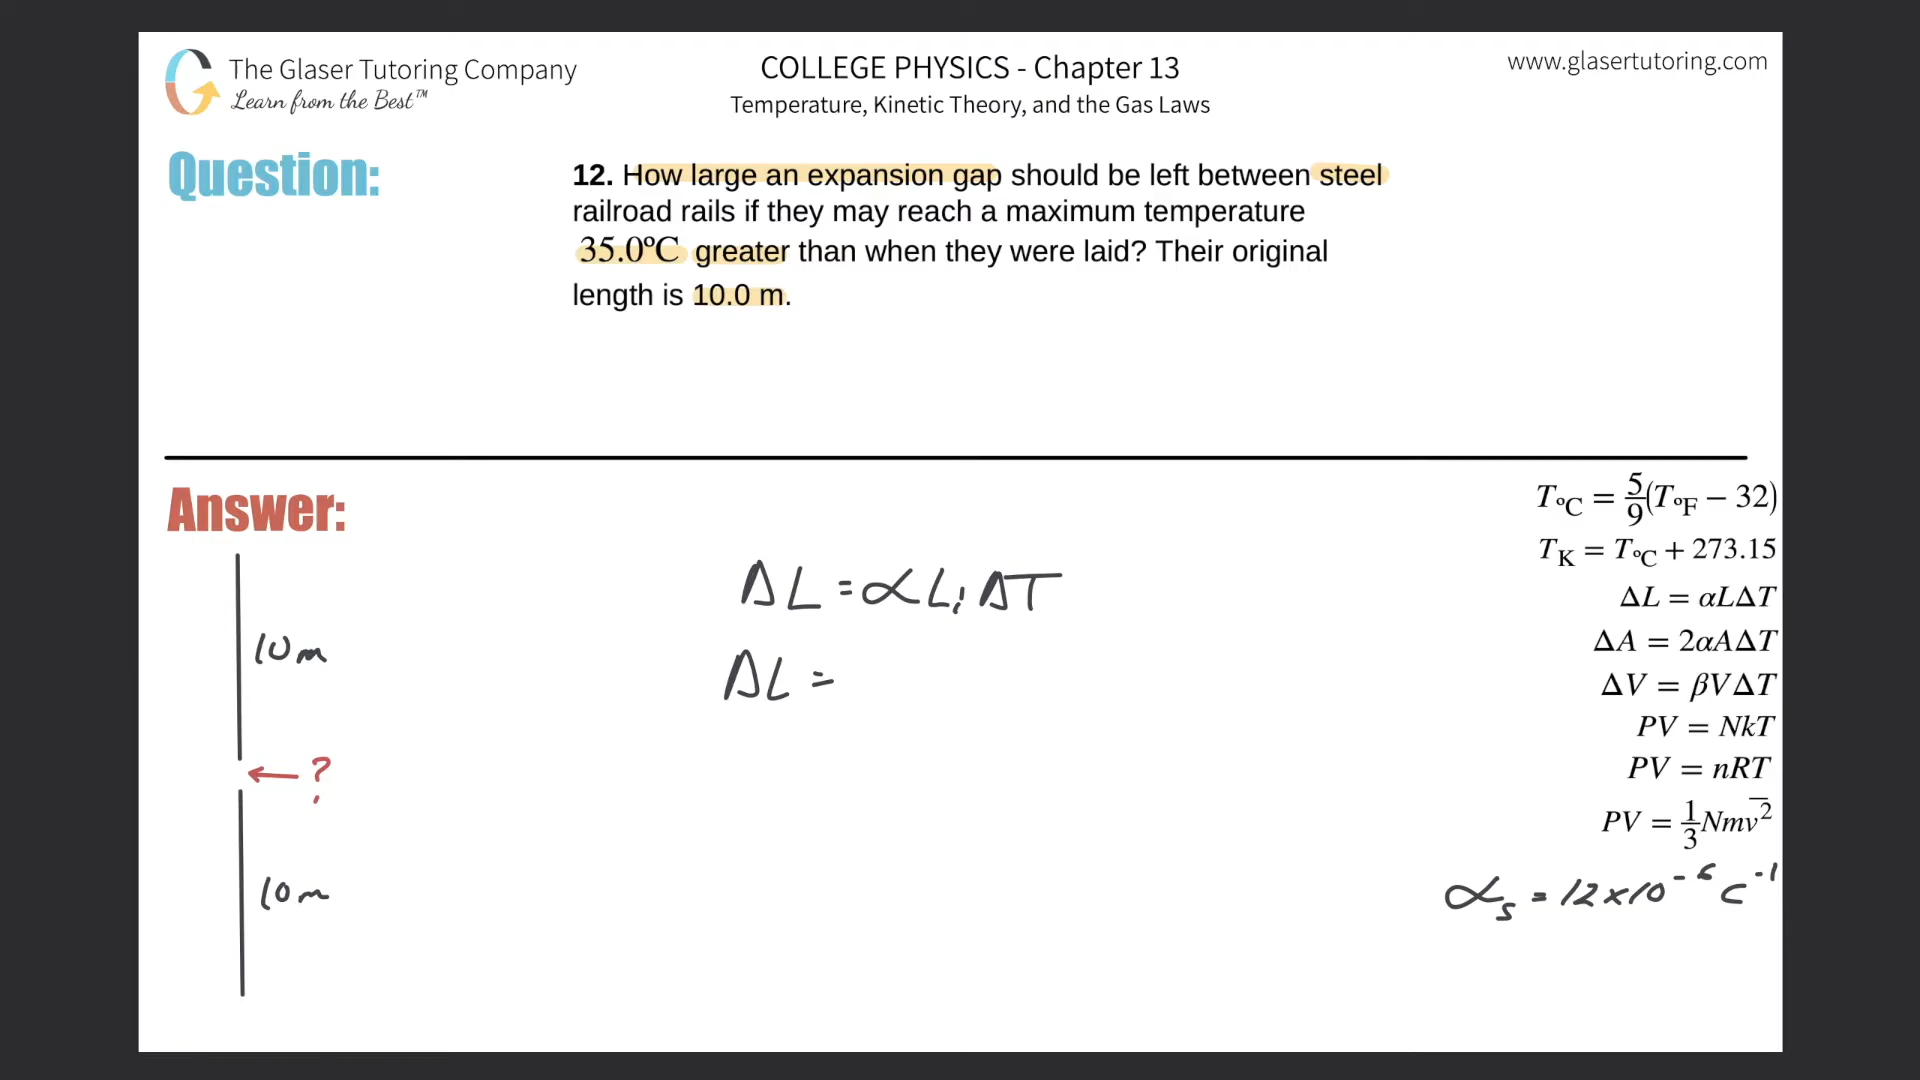 The Glaser Tutoring Company
Learn from the Best™
COLLEGE PHYSICS - Chapter 13
Temperature, Kinetic Theory, and the Gas Laws
www.glasertutoring.com
Question:
12. How large an expansion gap should be left between steel
railroad rails if they may reach a maximum temperature
35.0ºC greater than when they were laid? Their original
length is 10.0 m.
Answer:
10m
?
10m
ΔL = αLᵢΔT
ΔL =
TºC = 5/9(TºF − 32)
TK = TºC + 273.15
ΔL = αLΔT
ΔA = 2αAΔT
ΔV = βVΔT
PV = NkT
PV = nRT
PV = 1/3Nmv̅²
αs = 12×10⁻⁶ C⁻¹